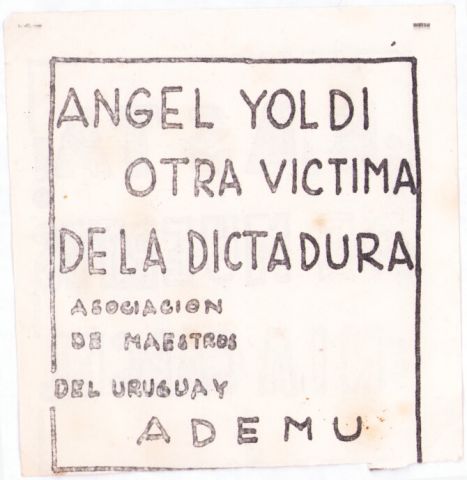 ANGEL YOLDI
OTRA VICTIMA
DE LA DICTADURA
ASOCIACION
DE MAESTROS
DEL URUGUAY
ADEMU